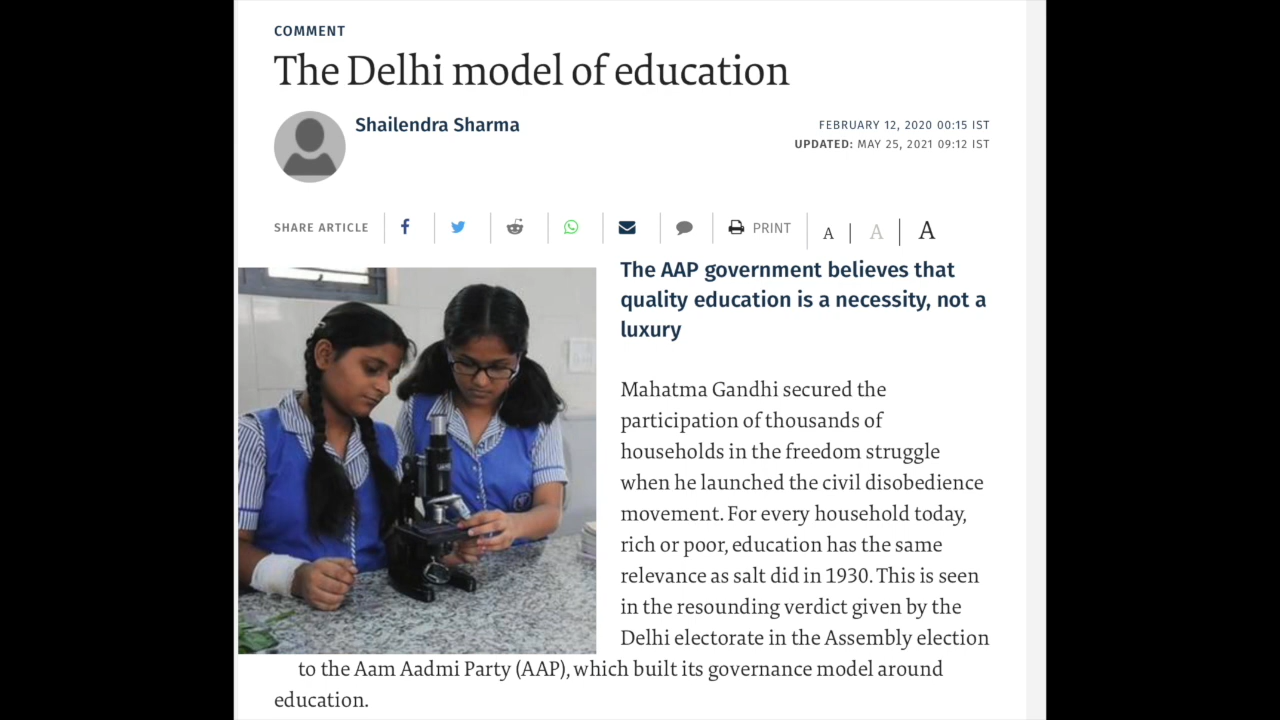 COMMENT
The Delhi model of education
Shailendra Sharma
FEBRUARY 12, 2020 00:15 IST
UPDATED: MAY 25, 2021 09:12 IST
SHARE ARTICLE
PRINT
A | A | A
The AAP government believes that
quality education is a necessity, not a
luxury
Mahatma Gandhi secured the
participation of thousands of
households in the freedom struggle
when he launched the civil disobedience
movement. For every household today,
rich or poor, education has the same
relevance as salt did in 1930. This is seen
in the resounding verdict given by the
Delhi electorate in the Assembly election
to the Aam Aadmi Party (AAP), which built its governance model around
education.